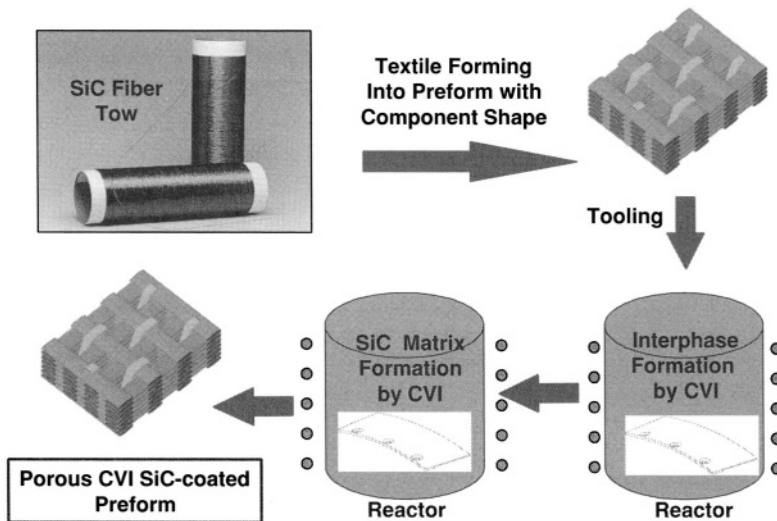 SiC Fiber
Tow
Textile Forming
Into Preform with
Component Shape
Tooling
Interphase
Formation
by CVI
Reactor
SiC Matrix
Formation
by CVI
Reactor
Porous CVI SiC-coated
Preform